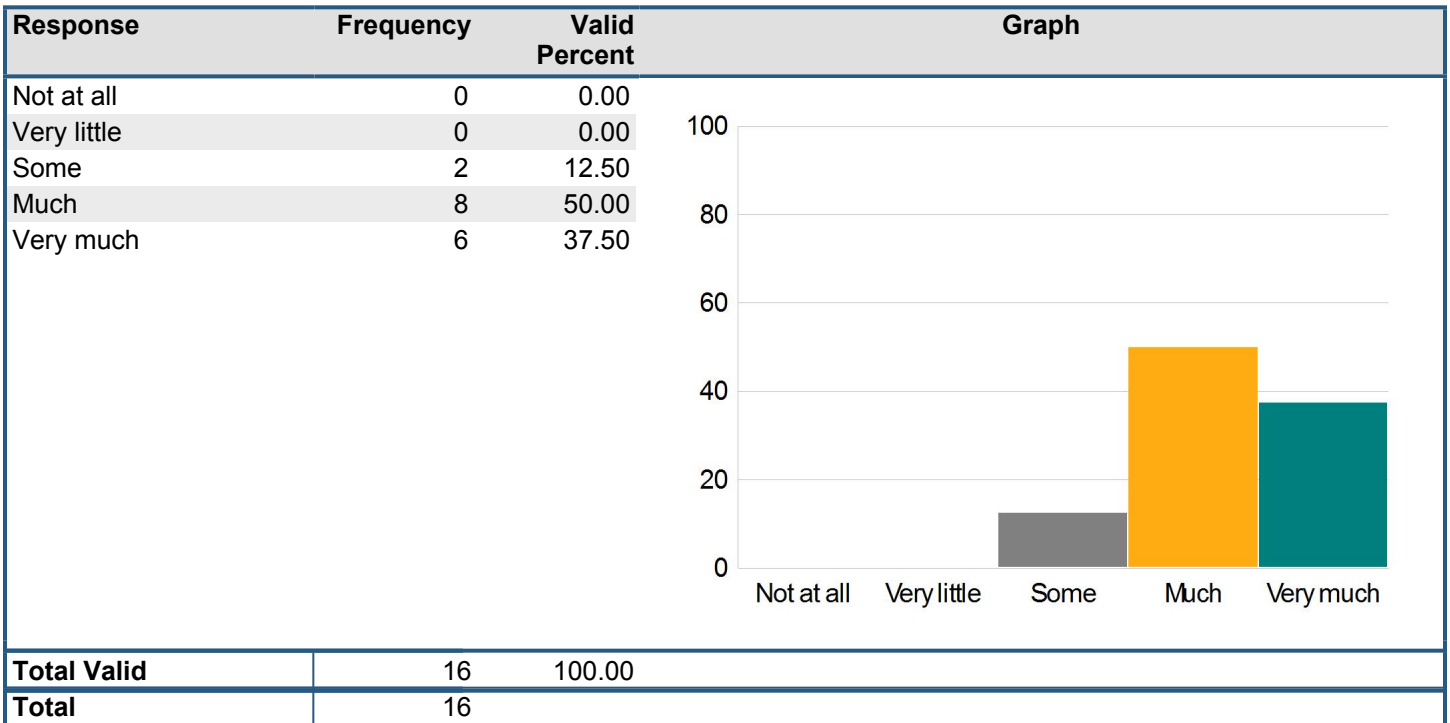 Response Frequency Valid Percent Graph
Not at all 0 0.00
Very little 0 0.00
Some 2 12.50
Much 8 50.00
Very much 6 37.50
100
80
60
40
20
0
Not at all Very little Some Much Very much
Total Valid 16 100.00
Total 16